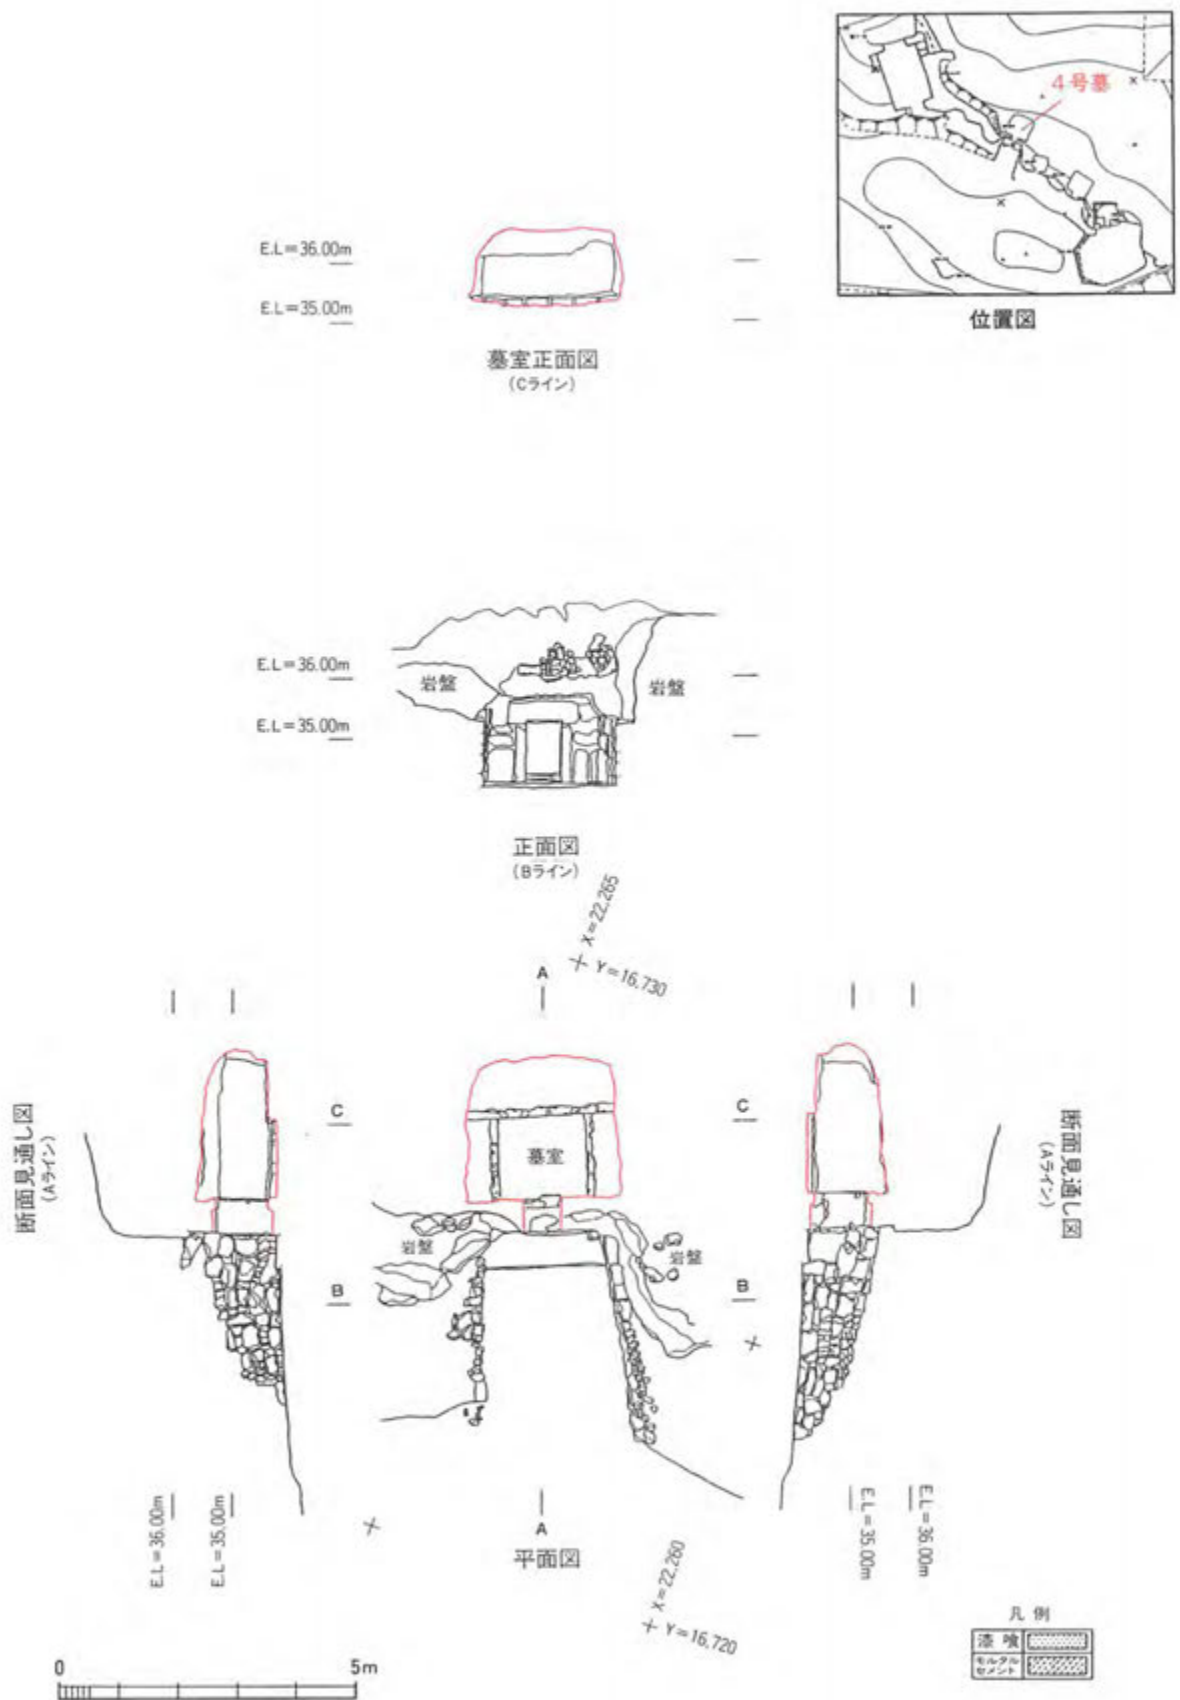 4号墓
位置図
E.L=36.00m
E.L=35.00m
墓室正面図
(Cライン)
E.L=36.00m
岩盤
岩盤
E.L=35.00m
正面図
(Bライン)
X=22.265
Y=16.730
A
断面見通し図
(Aライン)
C
C
墓室
断面見通し図
(Aライン)
岩盤
岩盤
B
B
E.L=36.00m
E.L=35.00m
A
平面図
E.L=35.00m
E.L=36.00m
X=22.260
Y=16.720
凡例
漆喰
モルタル
セメント
0 5m